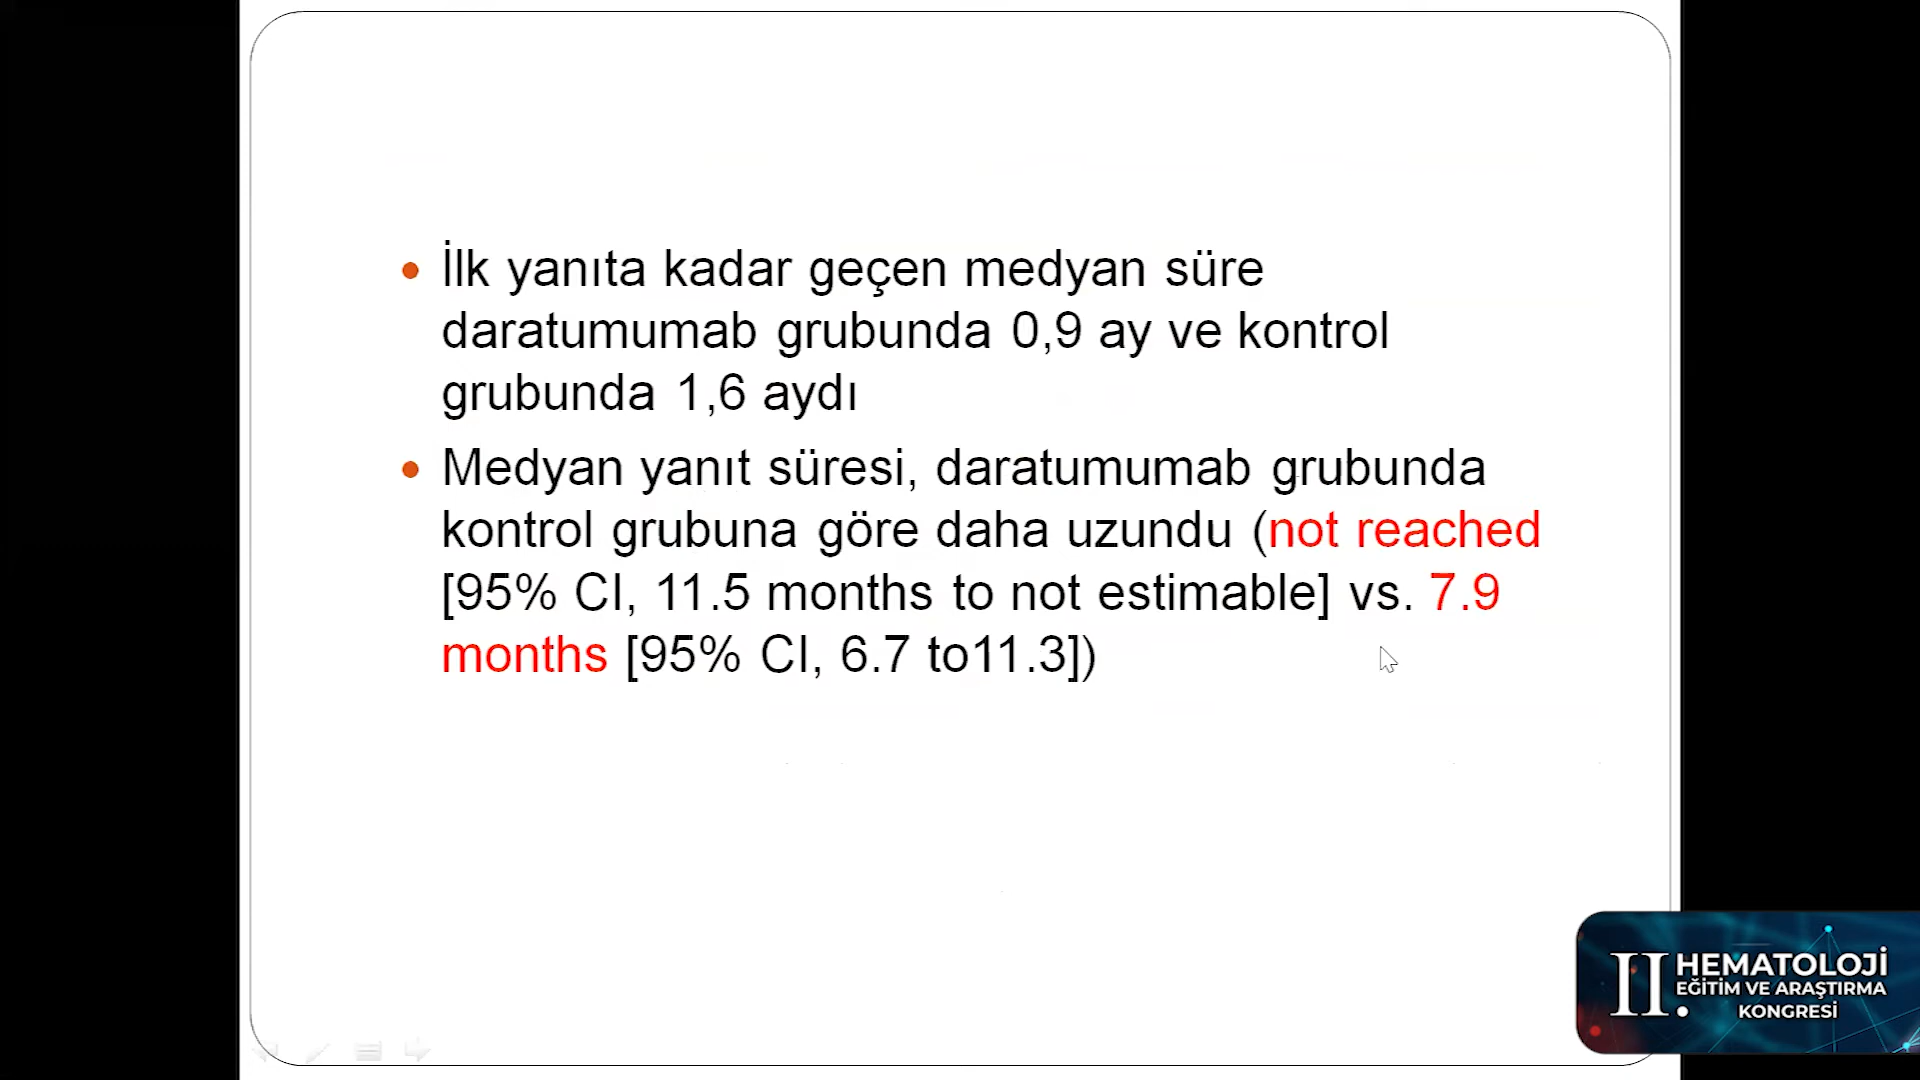 İlk yanıta kadar geçen medyan süre
daratumumab grubunda 0,9 ay ve kontrol
grubunda 1,6 aydı
Medyan yanıt süresi, daratumumab grubunda
kontrol grubuna göre daha uzundu (not reached
[95% CI, 11.5 months to not estimable] vs. 7.9
months [95% CI, 6.7 to11.3])
II. HEMATOLOJİ
EĞİTİM VE ARAŞTIRMA
KONGRESİ